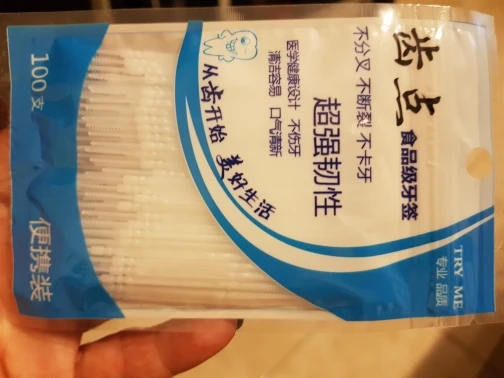 齿点
食品级牙签
TRY ME
专业 品质
不分叉 不断裂 不卡牙
超强韧性
医学健康设计 不伤牙
清洁容易 口气清新
从齿开始 美好生活
100支
便携装